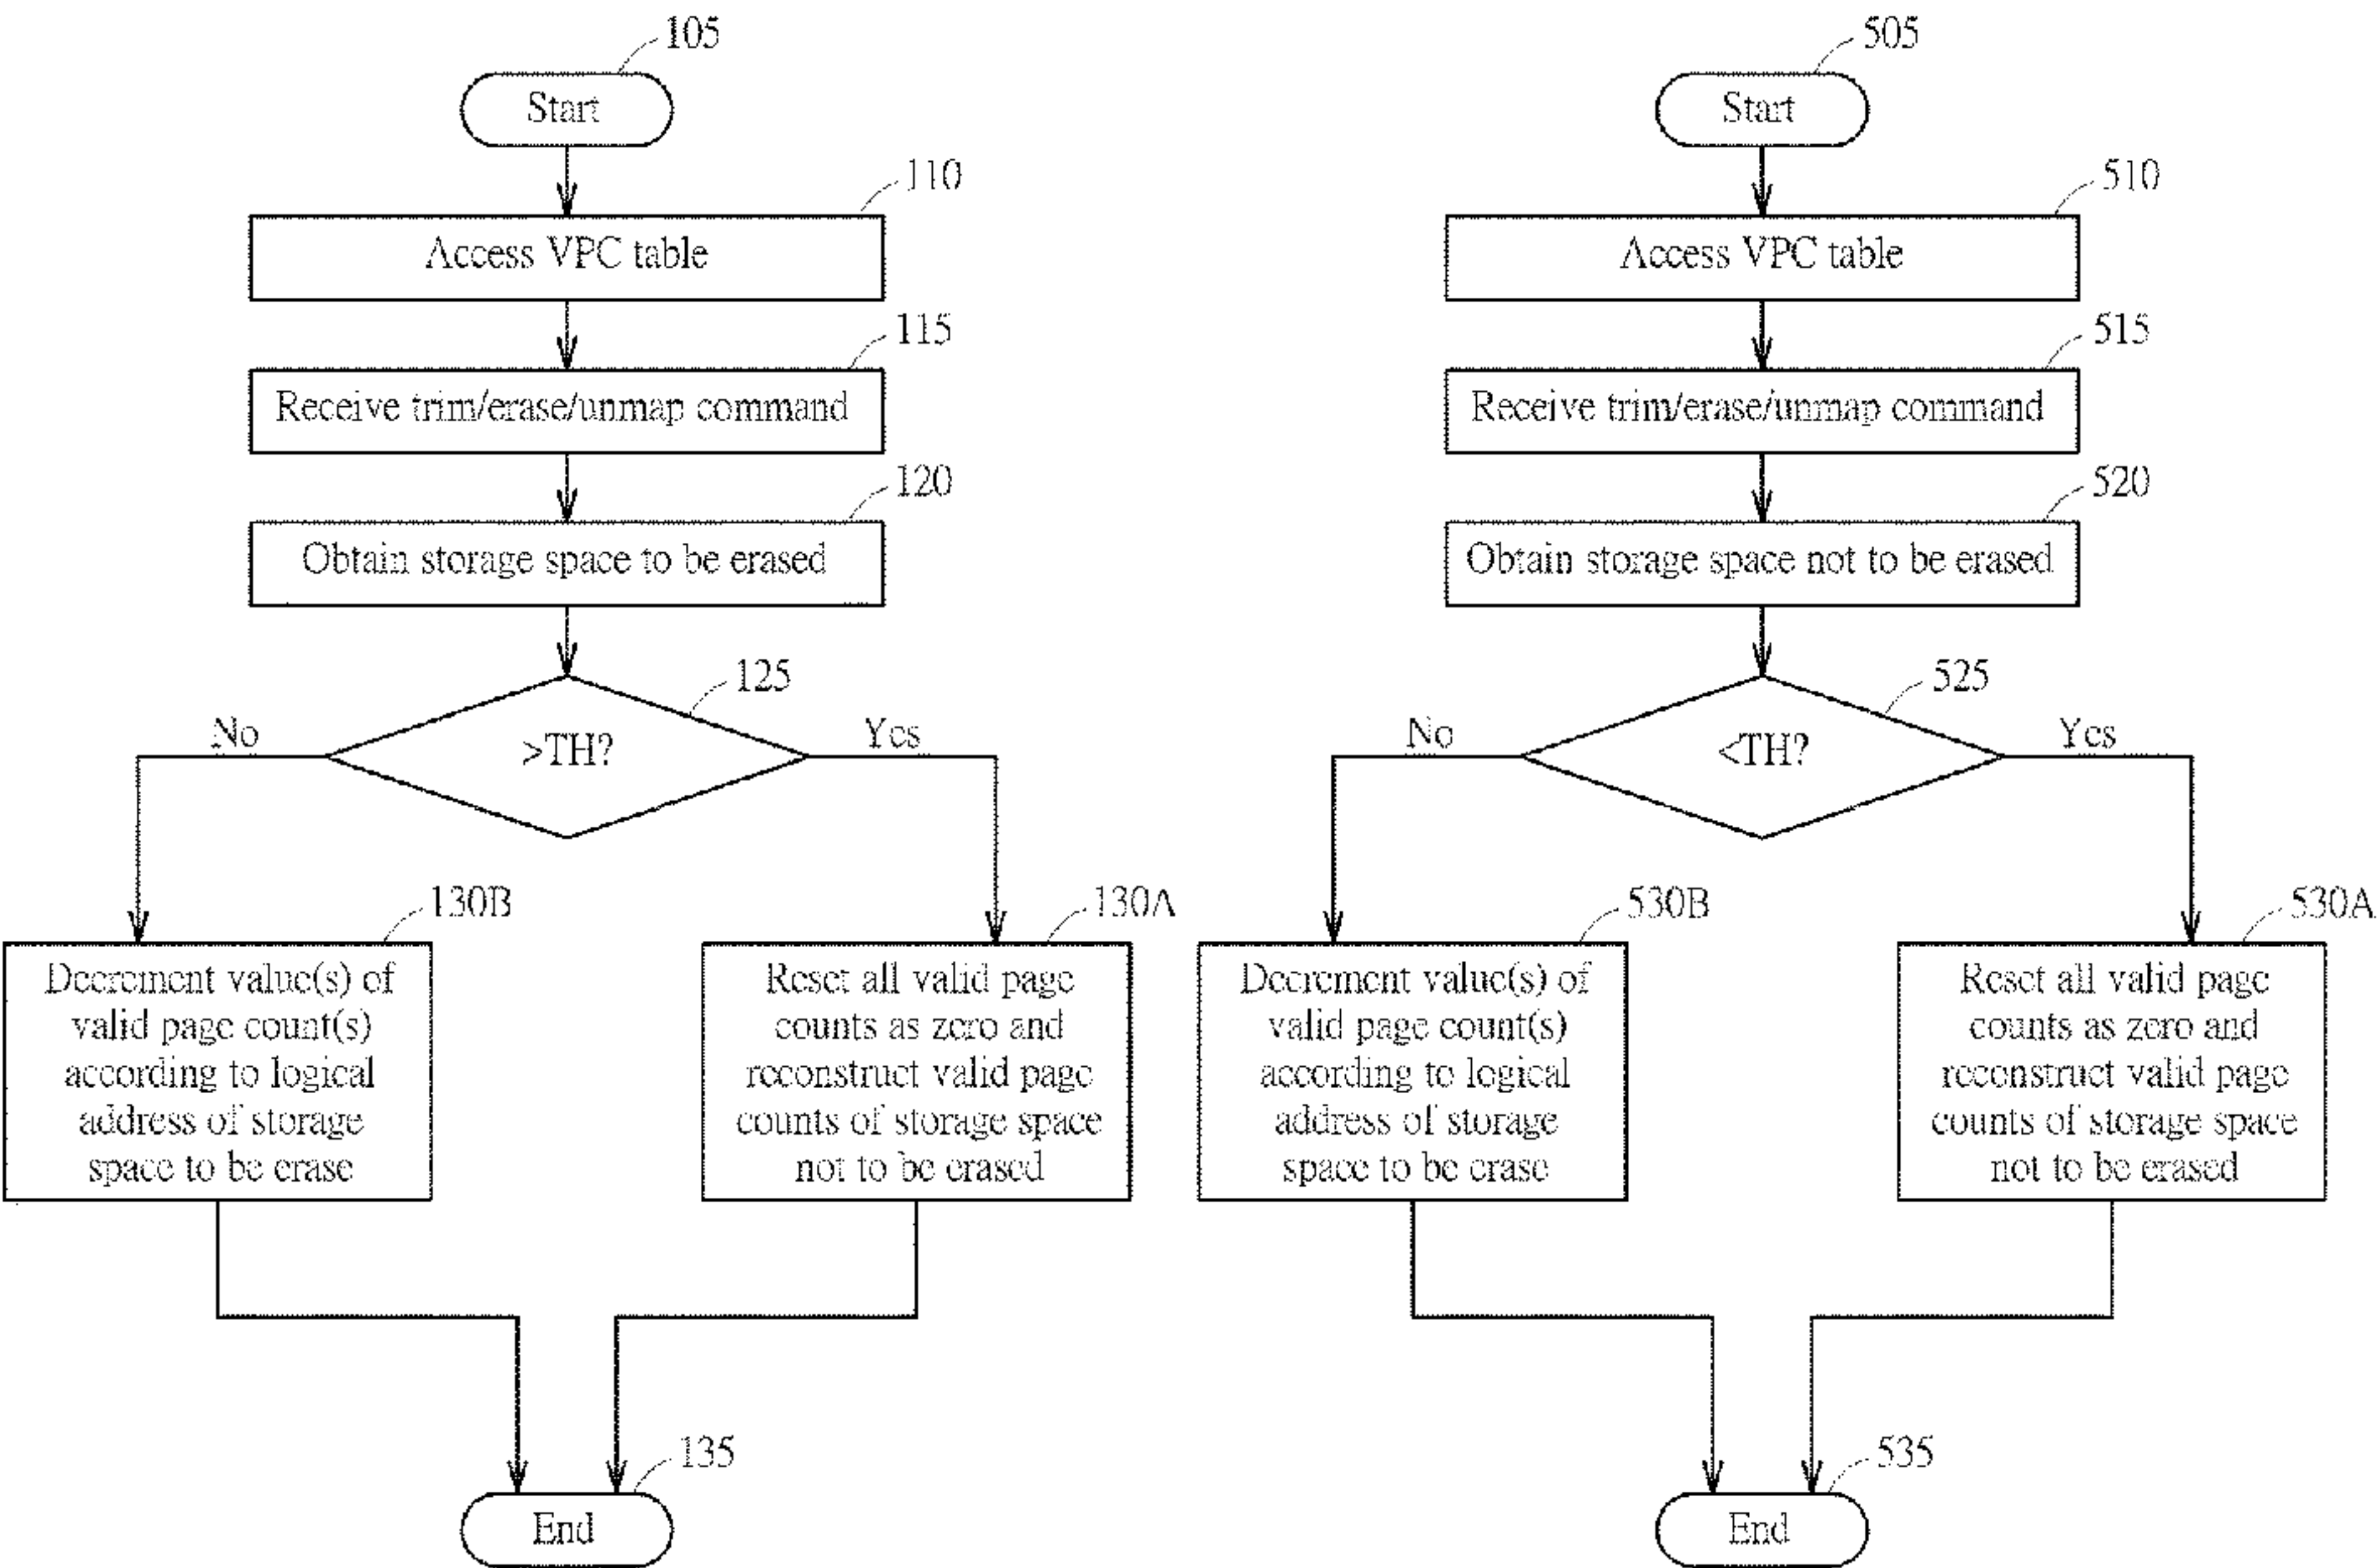 105
Start
110
Access VPC table
115
Receive trim/erase/unmap command
120
Obtain storage space to be erased
125
>TH?
No
Yes
130B
Decrement value(s) of
valid page count(s)
according to logical
address of storage
space to be erase
130A
Reset all valid page
counts as zero and
reconstruct valid page
counts of storage space
not to be erased
135
End
505
Start
510
Access VPC table
515
Receive trim/erase/unmap command
520
Obtain storage space not to be erased
525
<TH?
No
Yes
530B
Decrement value(s) of
valid page count(s)
according to logical
address of storage
space to be erase
530A
Reset all valid page
counts as zero and
reconstruct valid page
counts of storage space
not to be erased
535
End